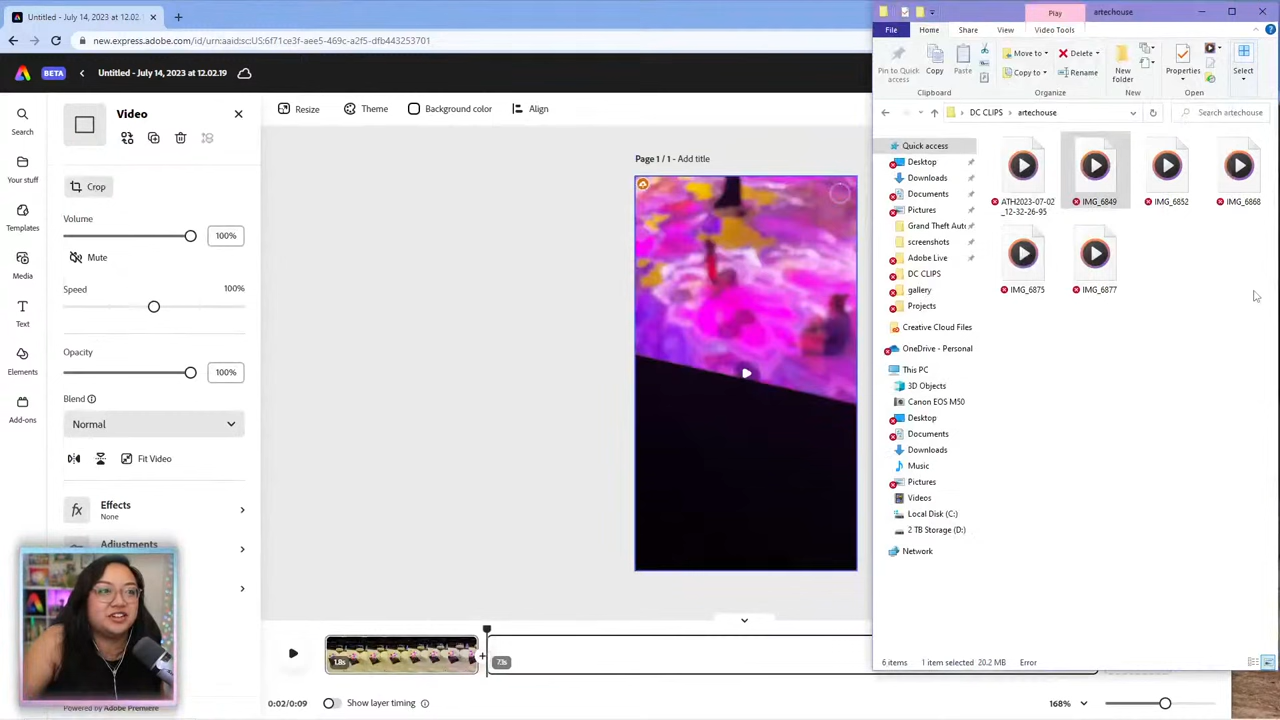 Untitled - July 14, 2023 at 12.02.
new.express.adobe.com/id/urn:aaid:sc:US:6f71ce3f-aee5-469c-a2f5-dfb443253701
BETA
Untitled - July 14, 2023 at 12.02.19
Search
Your stuff
Templates
Media
Text
Elements
Add-ons
Video
Crop
Volume
100%
Mute
Speed
100%
Opacity
100%
Blend
Normal
Fit Video
fx
Effects
None
Adjustments
Powered by Adobe Premiere
Resize
Theme
Background color
Align
Page 1 / 1 - Add title
1.8s
7.3s
0:02/0:09
Show layer timing
168%
Play
artechouse
File
Home
Share
View
Video Tools
Pin to Quick access
Copy
Paste
Clipboard
Move to
Copy to
Delete
Rename
Organize
New folder
New
Properties
Open
Select
DC CLIPS
artechouse
Search artechouse
Quick access
Desktop
Downloads
Documents
Pictures
Grand Theft Auto
screenshots
Adobe Live
DC CLIPS
gallery
Projects
Creative Cloud Files
OneDrive - Personal
This PC
3D Objects
Canon EOS M50
Desktop
Documents
Downloads
Music
Pictures
Videos
Local Disk (C:)
2 TB Storage (D:)
Network
ATH2023-07-02
_12-32-26-95
IMG_6849
IMG_6852
IMG_6868
IMG_6875
IMG_6877
6 items
1 item selected 20.2 MB
Error